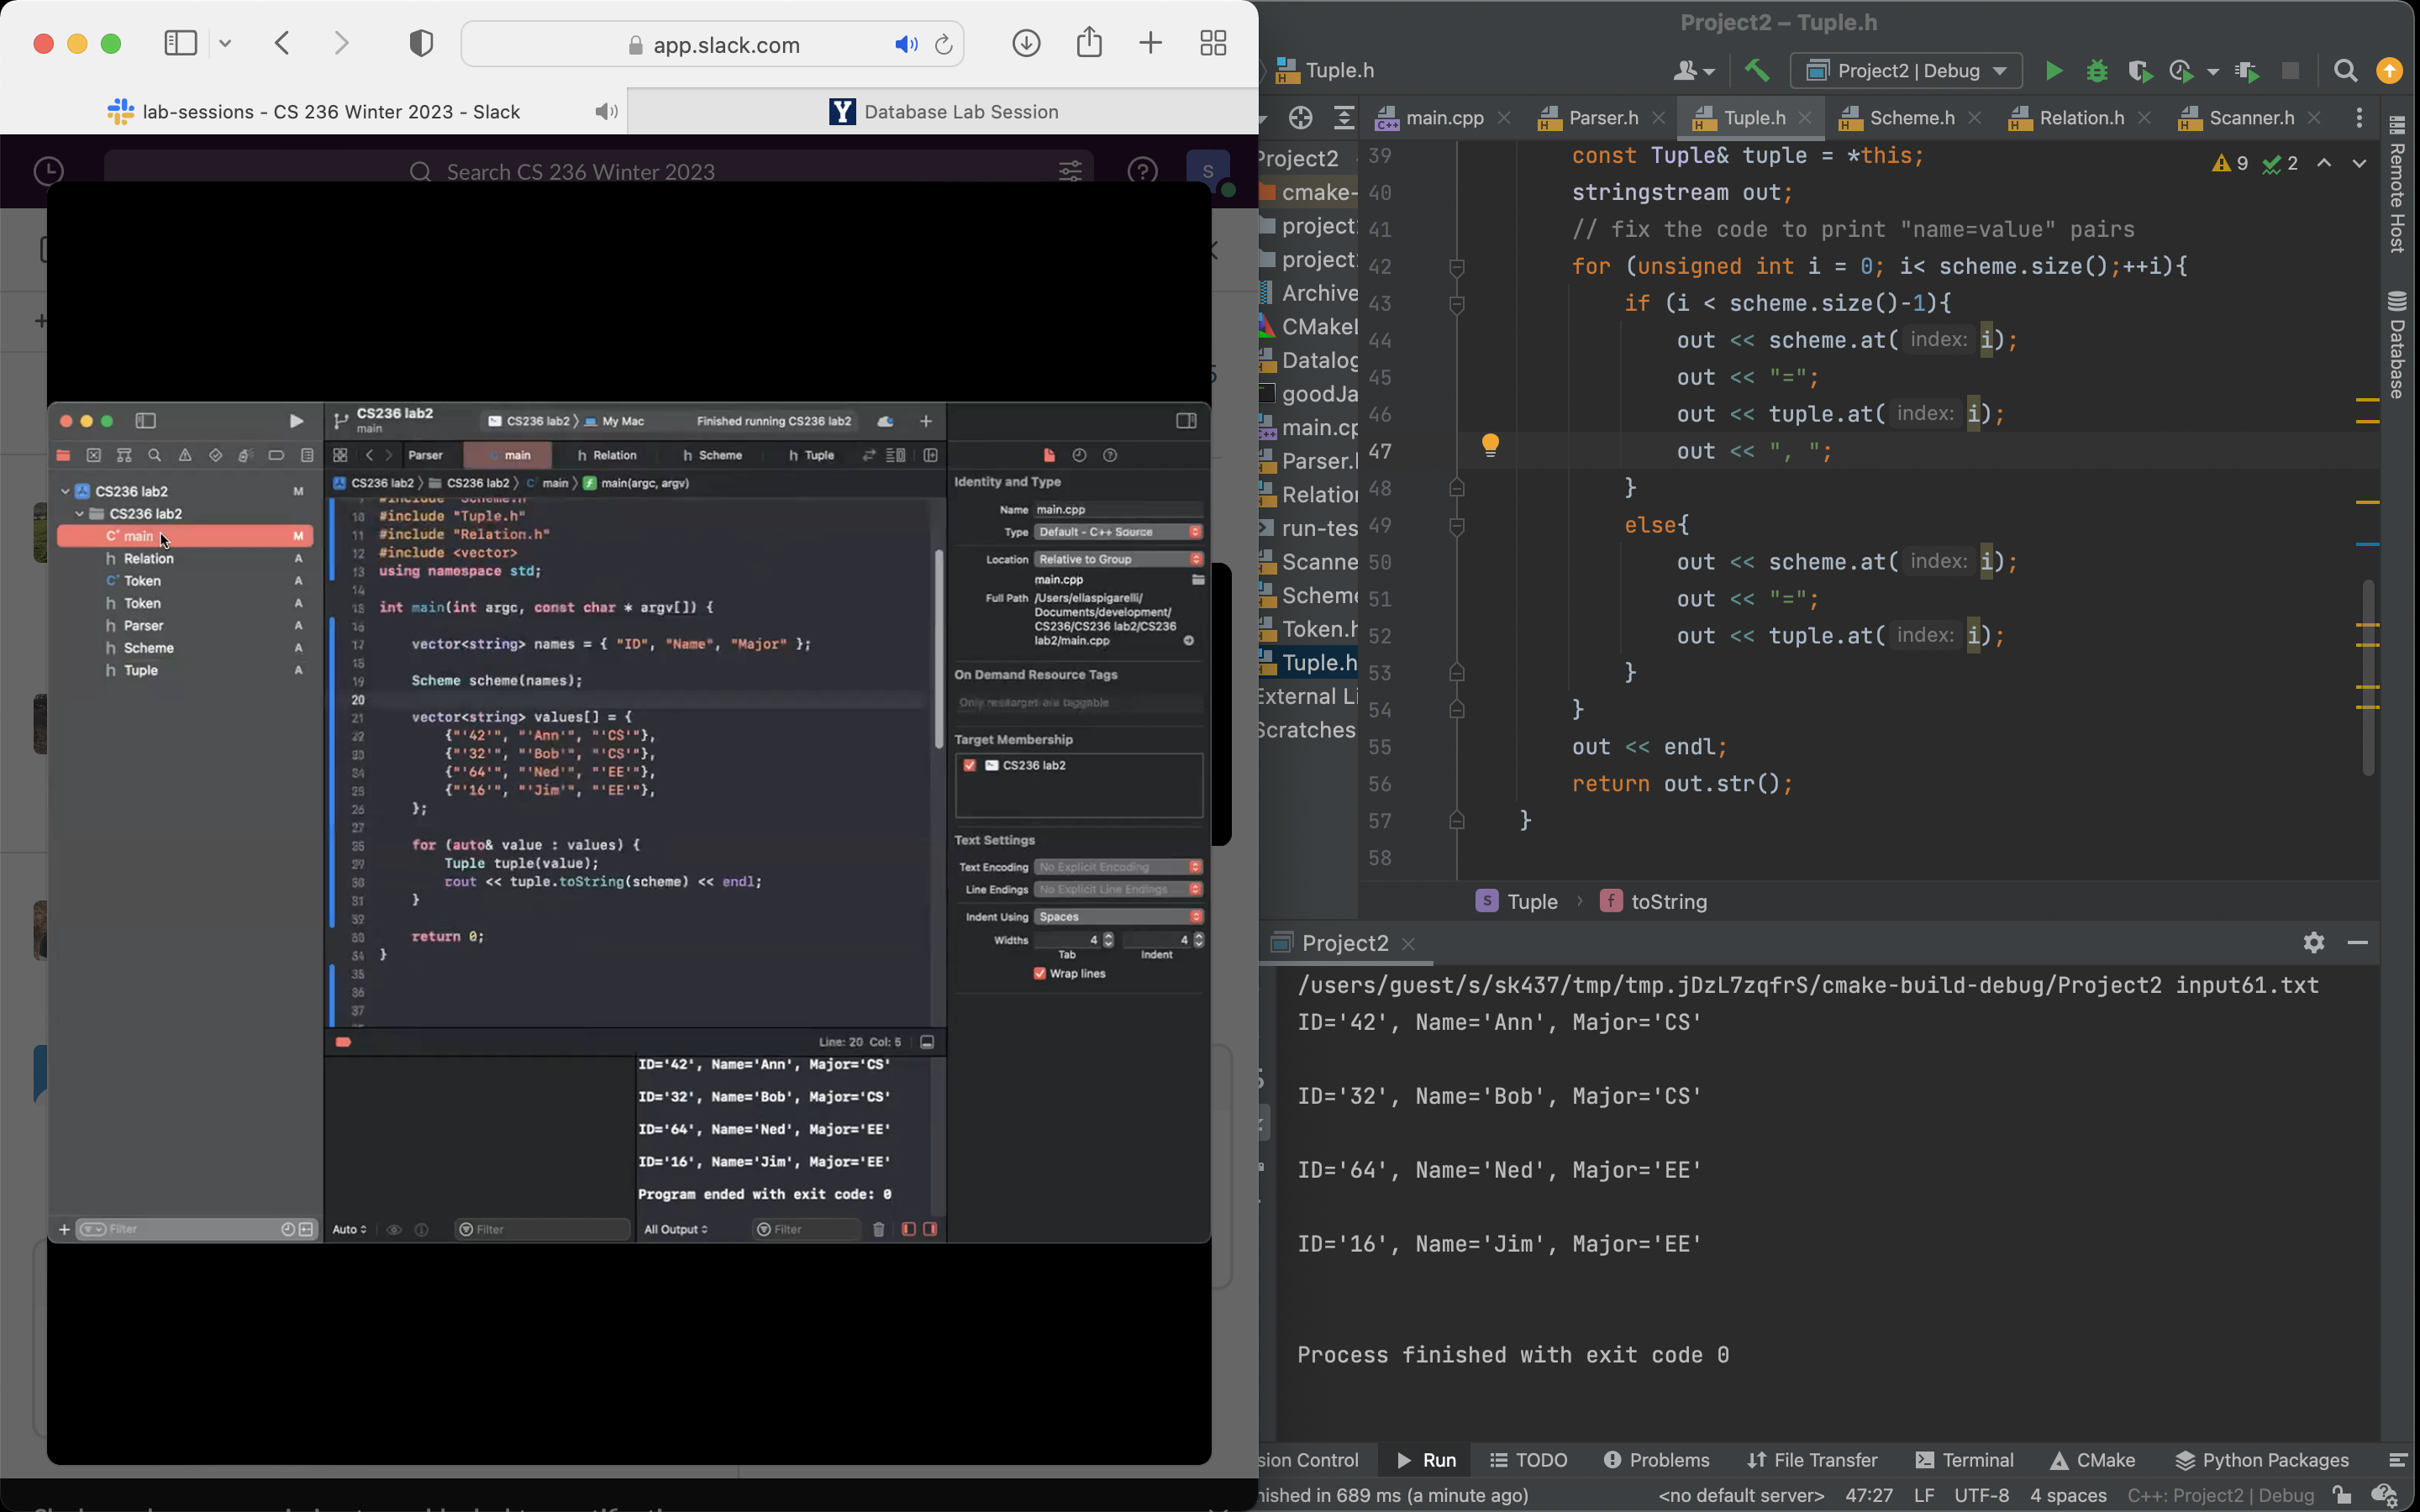 app.slack.com
lab-sessions - CS 236 Winter 2023 - Slack
Database Lab Session
Search CS 236 Winter 2023
S
CS236 lab2
main
CS236 lab2 〉 My Mac
Finished running CS236 lab2
Parser
main
Relation
Scheme
Tuple
CS236 lab2 〉 CS236 lab2 〉 main 〉 main(argc, argv)
CS236 lab2 M
CS236 lab2
main M
Relation A
Token A
Token A
Parser A
Scheme A
Tuple A
10 #include "Tuple.h"
11 #include "Relation.h"
12 #include <vector>
13 using namespace std;
14
15 int main(int argc, const char * argv[]) {
16
17 vector<string> names = { "ID", "Name", "Major" };
18
19 Scheme scheme(names);
20
21 vector<string> values[] = {
22 {"'42'", "'Ann'", "'CS'"},
23 {"'32'", "'Bob'", "'CS'"},
24 {"'64'", "'Ned'", "'EE'"},
25 {"'16'", "'Jim'", "'EE'"},
26 };
27
28 for (auto& value : values) {
29 Tuple tuple(value);
30 cout << tuple.toString(scheme) << endl;
31 }
32
33 return 0;
34 }
35
36
37
Line: 20 Col: 5
ID='42', Name='Ann', Major='CS'
ID='32', Name='Bob', Major='CS'
ID='64', Name='Ned', Major='EE'
ID='16', Name='Jim', Major='EE'
Program ended with exit code: 0
Filter
Auto
Filter
All Output
Filter
Identity and Type
Name main.cpp
Type Default - C++ Source
Location Relative to Group
main.cpp
Full Path /Users/ellaspigarelli/
Documents/development/
CS236/CS236 lab2/CS236
lab2/main.cpp
On Demand Resource Tags
Only resources are taggable
Target Membership
CS236 lab2
Text Settings
Text Encoding No Explicit Encoding
Line Endings No Explicit Line Endings
Indent Using Spaces
Widths 4 4
Tab Indent
Wrap lines
Project2 – Tuple.h
Tuple.h
Project2 | Debug
main.cpp
Parser.h
Tuple.h
Scheme.h
Relation.h
Scanner.h
Project2
cmake-
project
project
Archive
CMakeL
Datalog
goodJa
main.cp
Parser.h
Relation
run-tes
Scanne
Scheme
Token.h
Tuple.h
External Li
Scratches
9 2
39 const Tuple& tuple = *this;
40 stringstream out;
41 // fix the code to print "name=value" pairs
42 for (unsigned int i = 0; i< scheme.size();++i){
43 if (i < scheme.size()-1){
44 out << scheme.at( index: i);
45 out << "=";
46 out << tuple.at( index: i);
47 out << ", ";
48 }
49 else{
50 out << scheme.at( index: i);
51 out << "=";
52 out << tuple.at( index: i);
53 }
54 }
55 out << endl;
56 return out.str();
57 }
58
Remote Host
Database
S Tuple › f toString
Project2
/users/guest/s/sk437/tmp/tmp.jDzL7zqfrS/cmake-build-debug/Project2 input61.txt
ID='42', Name='Ann', Major='CS'
ID='32', Name='Bob', Major='CS'
ID='64', Name='Ned', Major='EE'
ID='16', Name='Jim', Major='EE'
Process finished with exit code 0
sion Control
Run
TODO
Problems
File Transfer
Terminal
CMake
Python Packages
ished in 689 ms (a minute ago)
<no default server> 47:27 LF UTF-8 4 spaces C++: Project2 | Debug